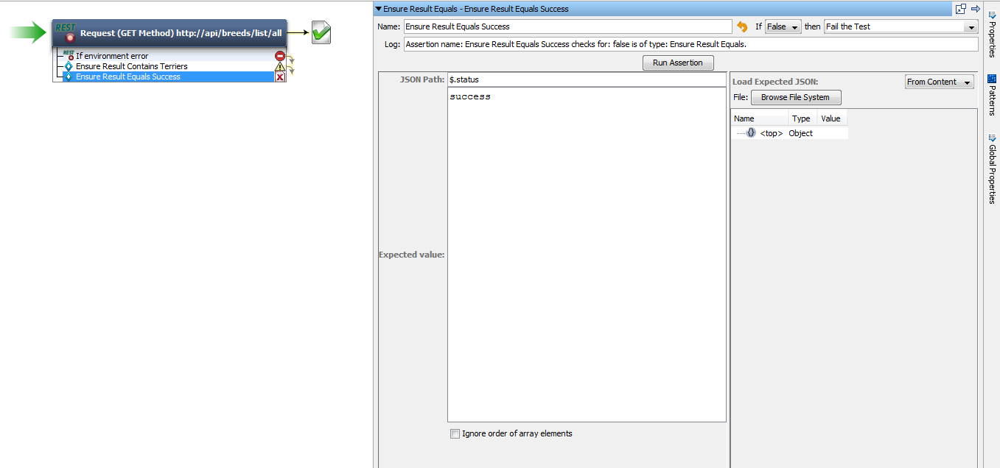 REST Request (GET Method) http://api/breeds/list/all
REST If environment error
Ensure Result Contains Terriers
Ensure Result Equals Success
Ensure Result Equals - Ensure Result Equals Success
Name: Ensure Result Equals Success If False then Fail the Test
Log: Assertion name: Ensure Result Equals Success checks for: false is of type: Ensure Result Equals.
Run Assertion
JSON Path: $.status
Expected value: success
Ignore order of array elements
Load Expected JSON: From Content
File: Browse File System
Name Type Value
{} <top> Object
Properties
Patterns
Global Properties